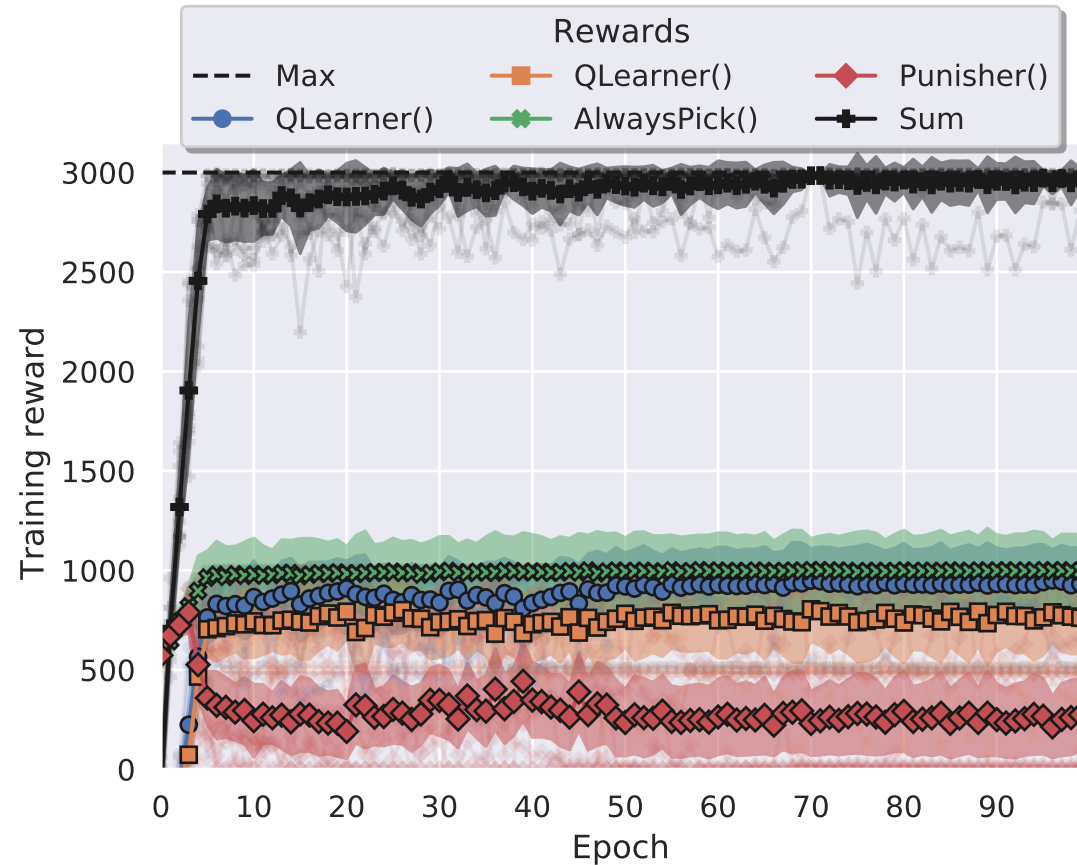 Rewards
Max QLearner() Punisher()
QLearner() AlwaysPick() Sum
3000
2500
2000
1500
1000
500
0
Training reward
0 10 20 30 40 50 60 70 80 90
Epoch